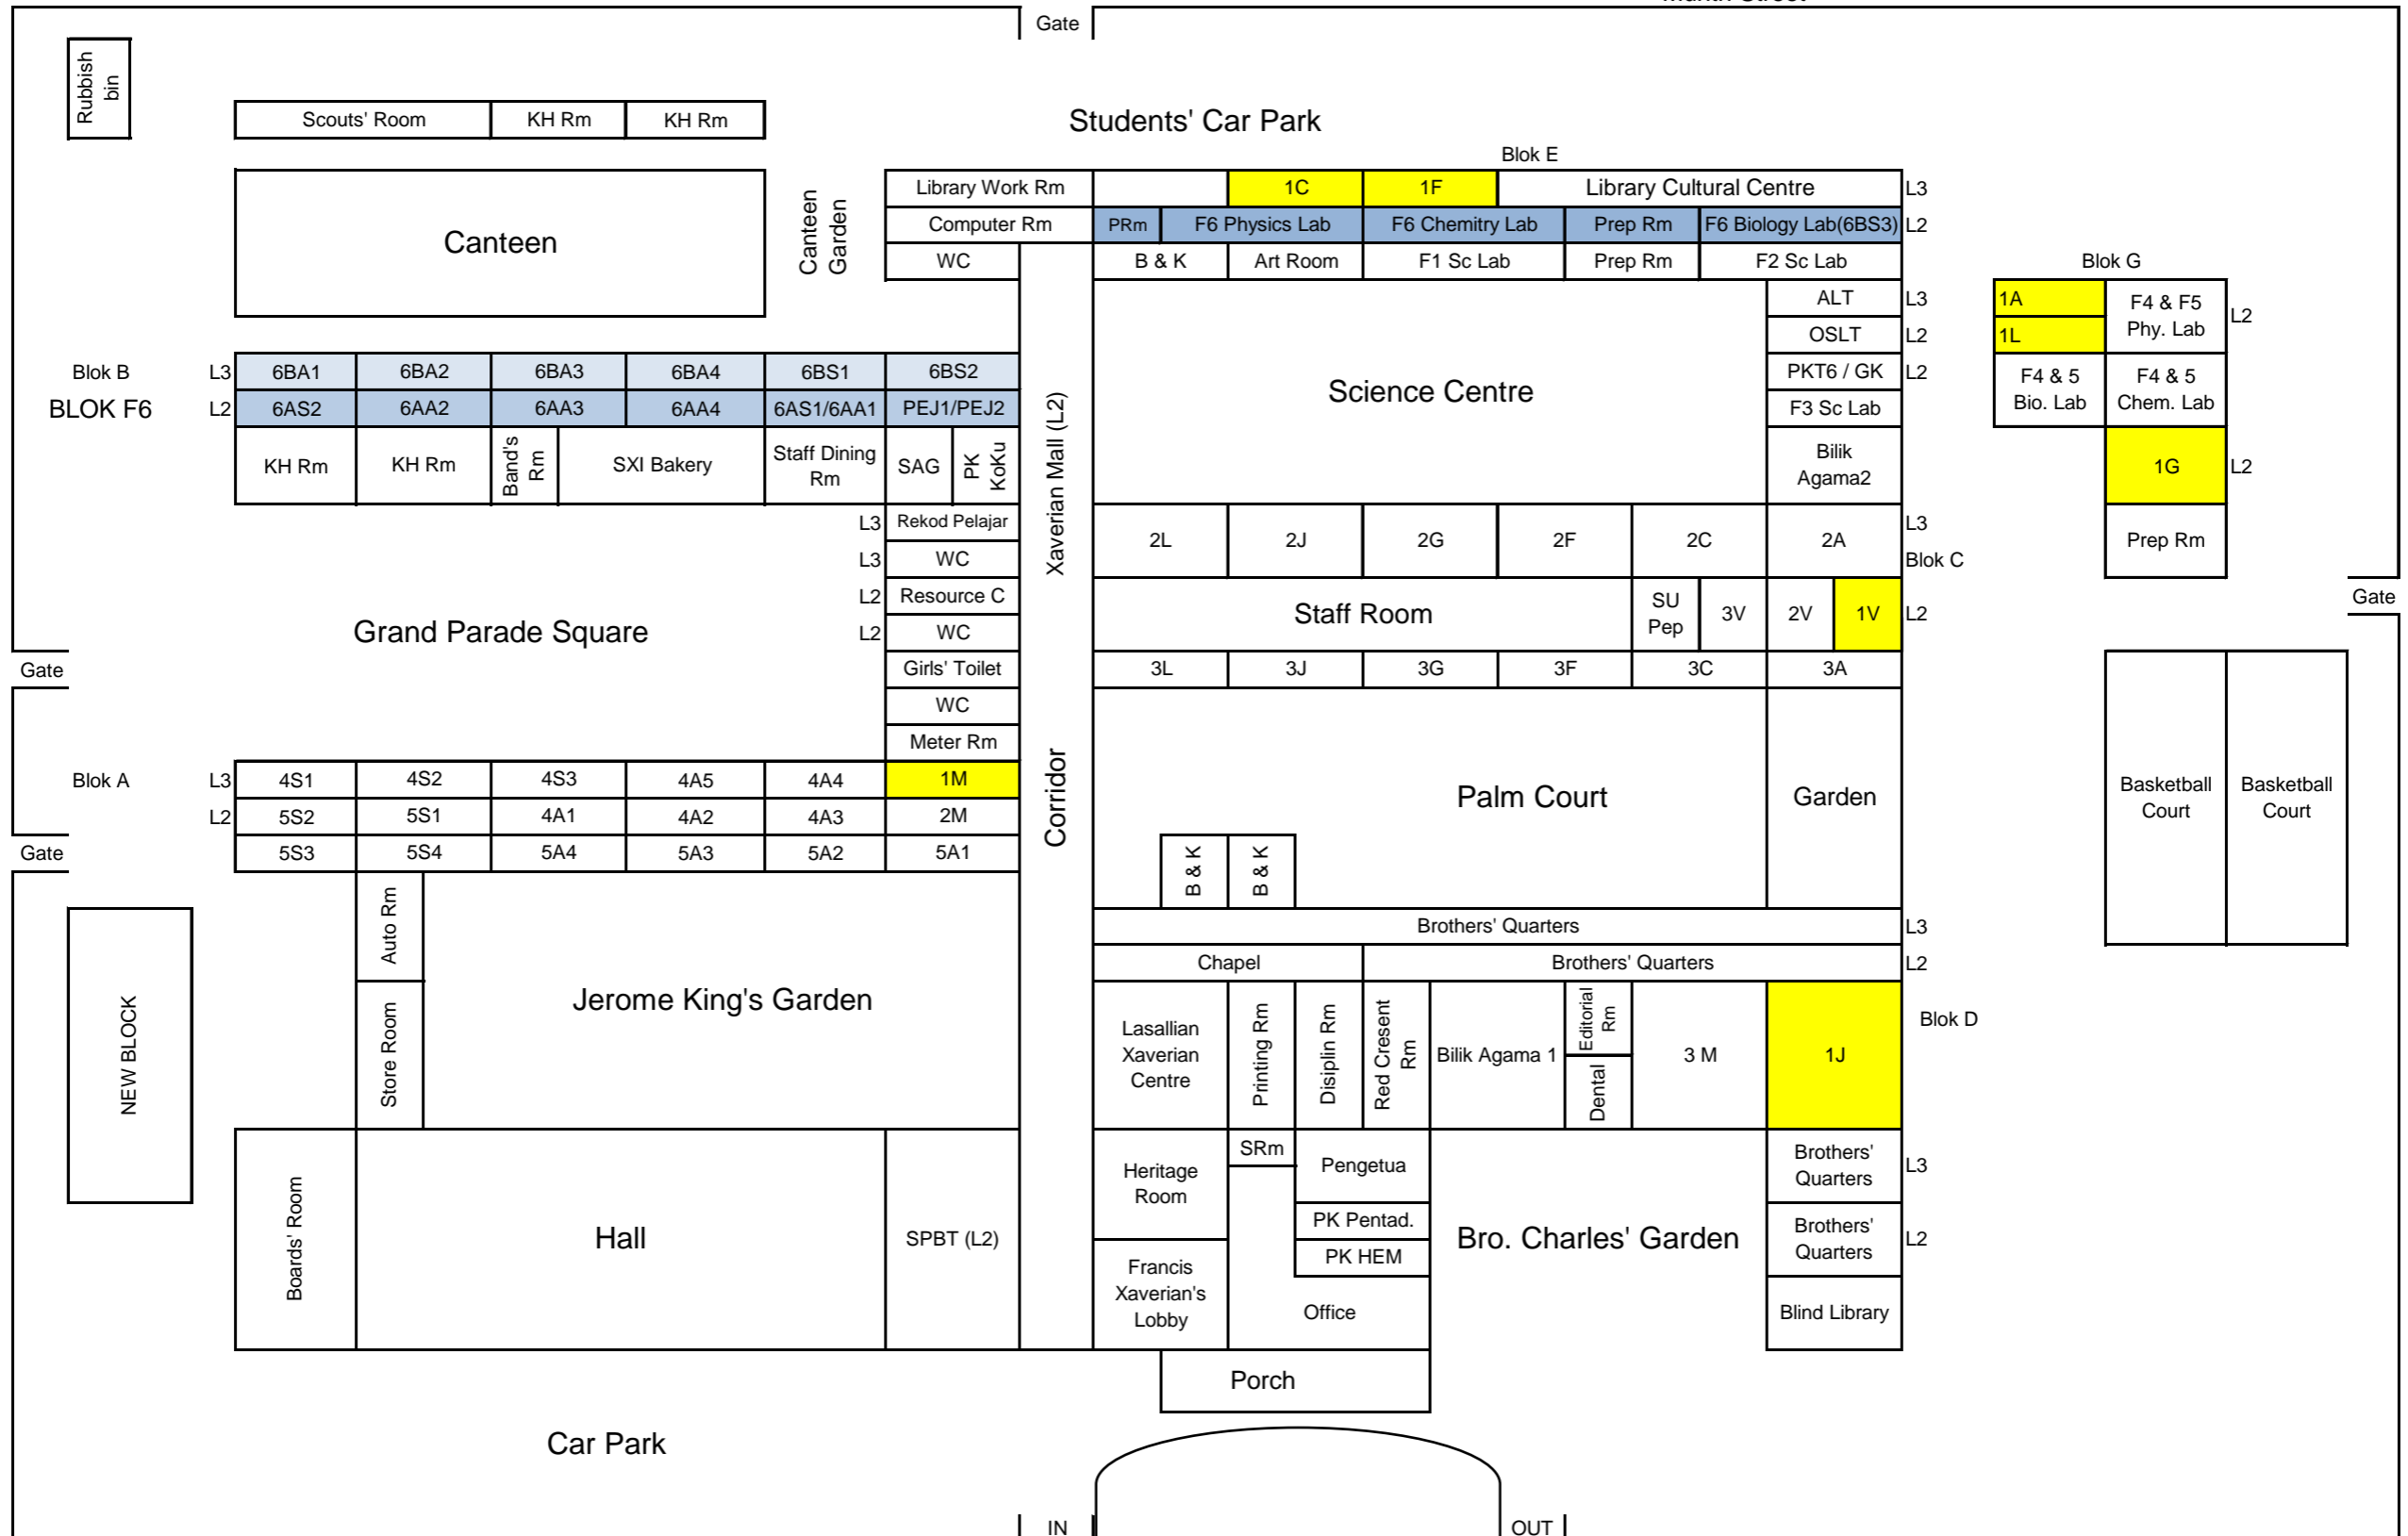 Gate
Rubbish
bin
Scouts' Room
KH Rm
KH Rm
Students' Car Park
Blok E
Canteen
Canteen
Garden
Library Work Rm
1C
1F
Library Cultural Centre
L3
Computer Rm
PRm
F6 Physics Lab
F6 Chemitry Lab
Prep Rm
F6 Biology Lab(6BS3)
L2
WC
B & K
Art Room
F1 Sc Lab
Prep Rm
F2 Sc Lab
Blok G
Science Centre
ALT
L3
OSLT
L2
PKT6 / GK
L2
F3 Sc Lab
Bilik
Agama2
1A
1L
F4 & F5
Phy. Lab
L2
F4 & 5
Bio. Lab
F4 & 5
Chem. Lab
1G
L2
Prep Rm
Blok B
L3
6BA1
6BA2
6BA3
6BA4
6BS1
6BS2
BLOK F6
L2
6AS2
6AA2
6AA3
6AA4
6AS1/6AA1
PEJ1/PEJ2
KH Rm
KH Rm
Band's
Rm
SXI Bakery
Staff Dining
Rm
SAG
PK
KoKu
Xaverian Mall (L2)
L3
Rekod Pelajar
L3
WC
L2
Resource C
L2
WC
Girls' Toilet
WC
Meter Rm
Grand Parade Square
2L
2J
2G
2F
2C
2A
L3
Blok C
Staff Room
SU
Pep
3V
2V
1V
L2
Gate
3L
3J
3G
3F
3C
3A
Gate
Blok A
L3
4S1
4S2
4S3
4A5
4A4
1M
L2
5S2
5S1
4A1
4A2
4A3
2M
Gate
5S3
5S4
5A4
5A3
5A2
5A1
Corridor
Palm Court
Garden
Basketball
Court
Basketball
Court
B & K
B & K
Auto Rm
Store Room
Jerome King's Garden
NEW BLOCK
Brothers' Quarters
L3
Chapel
Brothers' Quarters
L2
Lasallian
Xaverian
Centre
Printing Rm
Disiplin Rm
Red Cresent
Rm
Bilik Agama 1
Editorial
Rm
Dental
3 M
1J
Blok D
Boards' Room
Hall
SPBT (L2)
Heritage
Room
SRm
Pengetua
PK Pentad.
PK HEM
Francis
Xaverian's
Lobby
Office
Bro. Charles' Garden
Brothers'
Quarters
L3
Brothers'
Quarters
L2
Blind Library
Porch
Car Park
IN
OUT